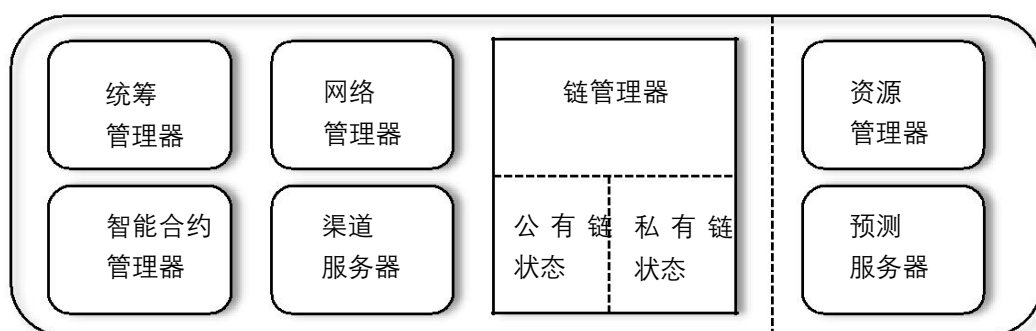 统筹
管理器
网络
管理器
链管理器
资源
管理器
智能合约
管理器
渠道
服务器
公有链
状态
私有链
状态
预测
服务器